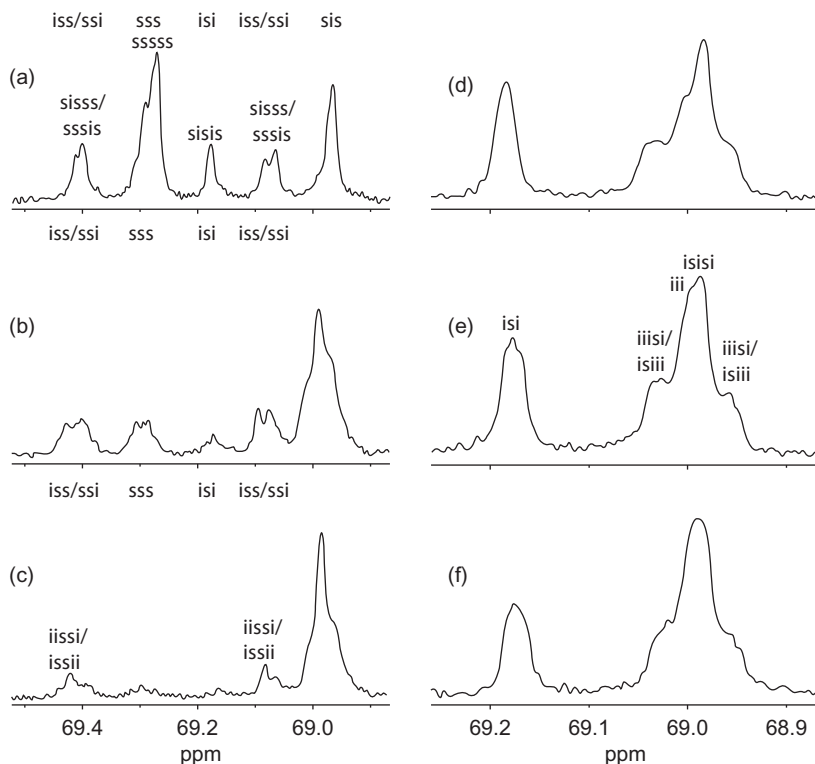 iss/ssi sss isi iss/ssi sis
sssss
(a)
sisss/
sssis
sisis
sisss/
sssis
iss/ssi sss isi iss/ssi
(b)
iss/ssi sss isi iss/ssi
(c)
iissi/
issii
iissi/
issii
69.4 69.2 69.0
ppm
(d)
(e)
isi
isisi
iii
iiisi/
isiii
iiisi/
isiii
(f)
69.2 69.1 69.0 68.9
ppm